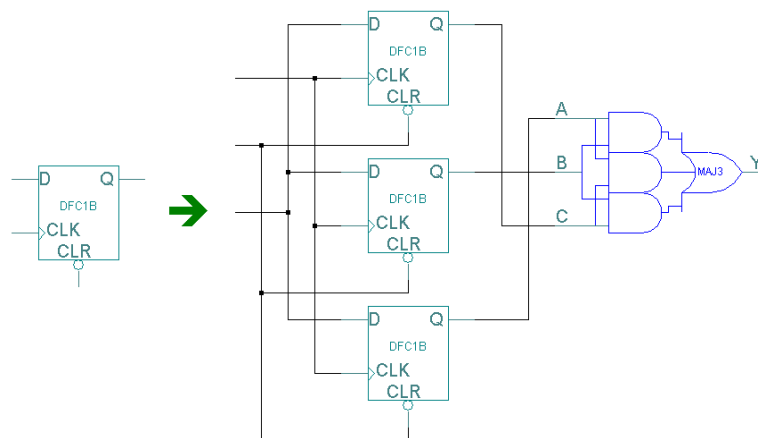 D Q
DFC1B
CLK
CLR
D Q
DFC1B
CLK
CLR
D Q
DFC1B
CLK
CLR
D Q
DFC1B
CLK
CLR
A
B
C
MAJ3
Y